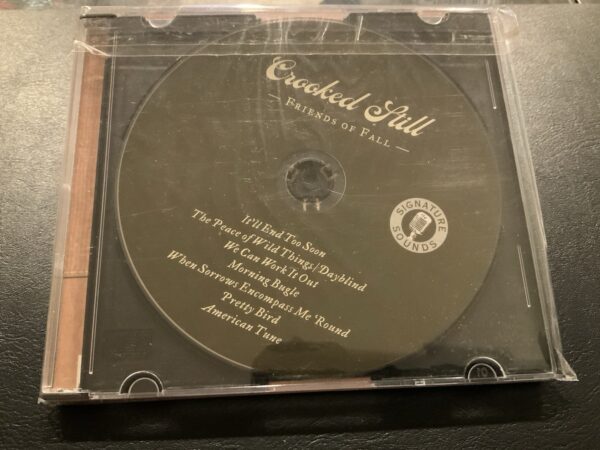 Crooked Still
— FRIENDS OF FALL —
SIGNATURE
SOUNDS
It'll End Too Soon
The Peace of Wild Things/Dayblind
We Can Work It Out
Morning Bugle
When Sorrows Encompass Me 'Round
Pretty Bird
American Tune